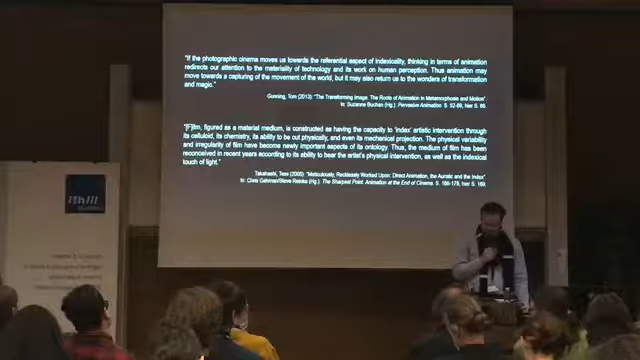 "If the photographic cinema moves us towards the referential aspect of indexicality, thinking in terms of animation
redirects our attention to the materiality of technology and its work on human perception. Thus animation may
move towards a capturing of the movement of the world, but it may also return us to the wonders of transformation
and magic."
Gunning, Tom (2013): "The Transforming Image. The Roots of Animation in Metamorphosis and Motion".
In: Suzanne Buchan (Hg.): Pervasive Animation. S. 52-69, hier S. 66.
"[F]ilm, figured as a material medium, is constructed as having the capacity to 'index' artistic intervention through
its celluloid, its chemistry, its ability to be cut physically, and even its mechanical projection. The physical variability
and irregularity of film have become newly important aspects of its ontology. Thus, the medium of film has been
reconceived in recent years according to its ability to bear the artist's physical intervention, as well as the indexical
touch of light."
Takahashi, Tess (2005): "Meticulously, Recklessly Worked Upon: Direct Animation, the Auratic and the Index"
In: Chris Gehman/Steve Reinke (Hg.): The Sharpest Point. Animation at the End of Cinema. S. 166-178, hier S. 169.